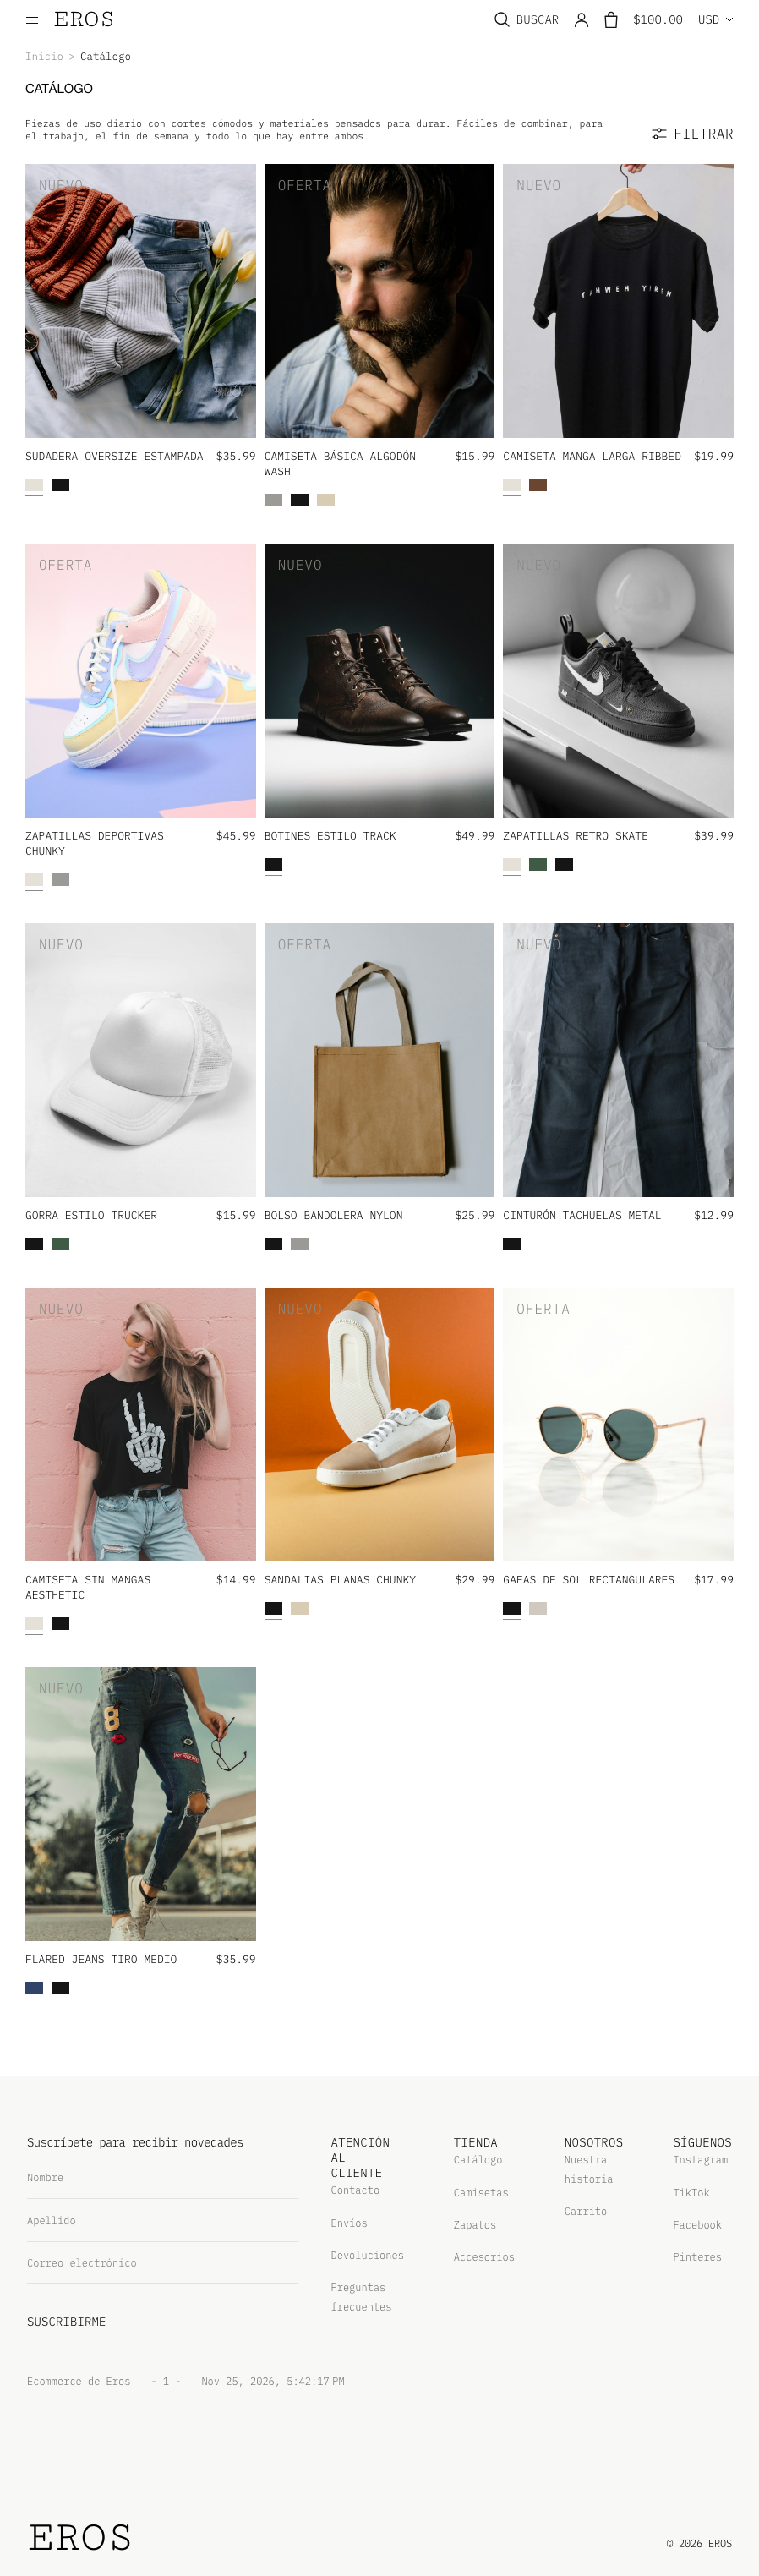 EROS
BUSCAR
$100.00
USD
Inicio > Catálogo
CATÁLOGO
Piezas de uso diario con cortes cómodos y materiales pensados para durar. Fáciles de combinar, para
el trabajo, el fin de semana y todo lo que hay entre ambos.
FILTRAR
NUEVO
OFERTA
NUEVO
YAHWEH YIREH
SUDADERA OVERSIZE ESTAMPADA $35.99
CAMISETA BÁSICA ALGODÓN $15.99
WASH
CAMISETA MANGA LARGA RIBBED $19.99
OFERTA
NUEVO
NUEVO
ZAPATILLAS DEPORTIVAS $45.99
CHUNKY
BOTINES ESTILO TRACK $49.99
ZAPATILLAS RETRO SKATE $39.99
NUEVO
OFERTA
NUEVO
GORRA ESTILO TRUCKER $15.99
BOLSO BANDOLERA NYLON $25.99
CINTURÓN TACHUELAS METAL $12.99
NUEVO
NUEVO
OFERTA
CAMISETA SIN MANGAS $14.99
AESTHETIC
SANDALIAS PLANAS CHUNKY $29.99
GAFAS DE SOL RECTANGULARES $17.99
NUEVO
FLARED JEANS TIRO MEDIO $35.99
Suscríbete para recibir novedades
Nombre
Apellido
Correo electrónico
SUSCRIBIRME
ATENCIÓN
AL
CLIENTE
Contacto
Envíos
Devoluciones
Preguntas
frecuentes
TIENDA
Catálogo
Camisetas
Zapatos
Accesorios
NOSOTROS
Nuestra
historia
Carrito
SÍGUENOS
Instagram
TikTok
Facebook
Pinteres
Ecommerce de Eros - 1 - Nov 25, 2026, 5:42:17 PM
EROS
© 2026 EROS